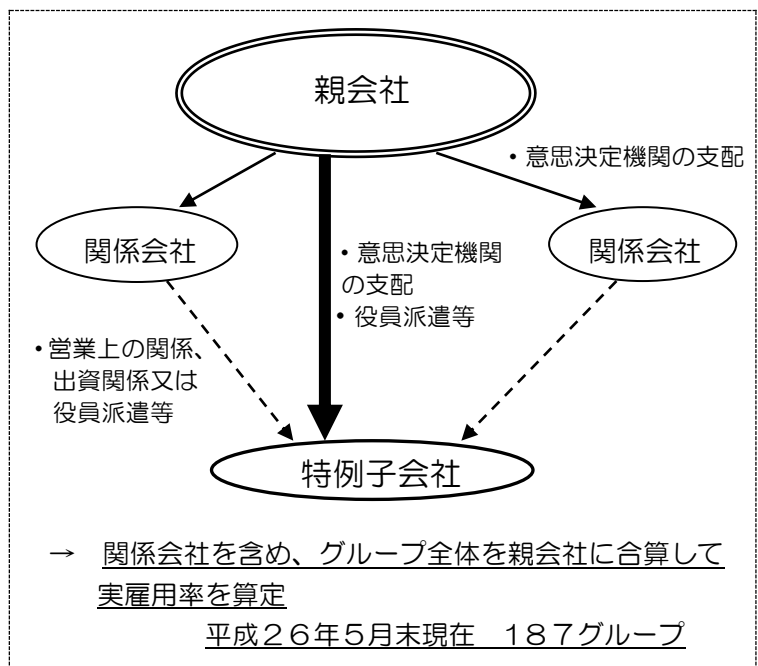 親会社
・意思決定機関の支配
関係会社
関係会社
・意思決定機関
の支配
・役員派遣等
・営業上の関係、
出資関係又は
役員派遣等
特例子会社
→ 関係会社を含め、グループ全体を親会社に合算して
実雇用率を算定
平成２６年５月末現在 １８７グループ